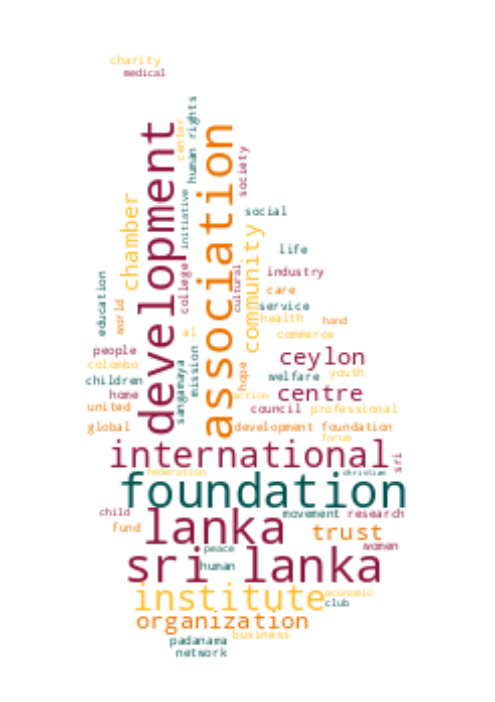 charity
medical
human rights
center
development
association
society
chamber
initiative
social
community
college
cultural
life
industry
education
world
care
service
health
hand
al
commerce
people
mission
ceylon
colombo
sangamaya
hope
welfare
youth
children
home
action
centre
united
council
professional
global
development foundation
forum
international
sri
federation
christian
foundation
child
movement
research
fund
lanka
trust
peace
women
sri lanka
human
institute
economic
club
organization
business
padanama
network